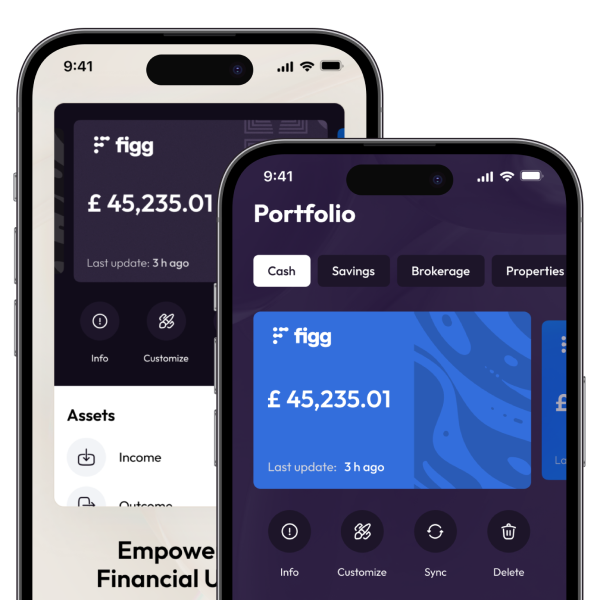 9:41
figg
£ 45,235.01
Last update: 3 h ago
Info
Customize
Assets
Income
Outcome
Empowe
Financial U
9:41
Portfolio
Cash
Savings
Brokerage
Properties
figg
£ 45,235.01
Last update: 3 h ago
£
La
Info
Customize
Sync
Delete